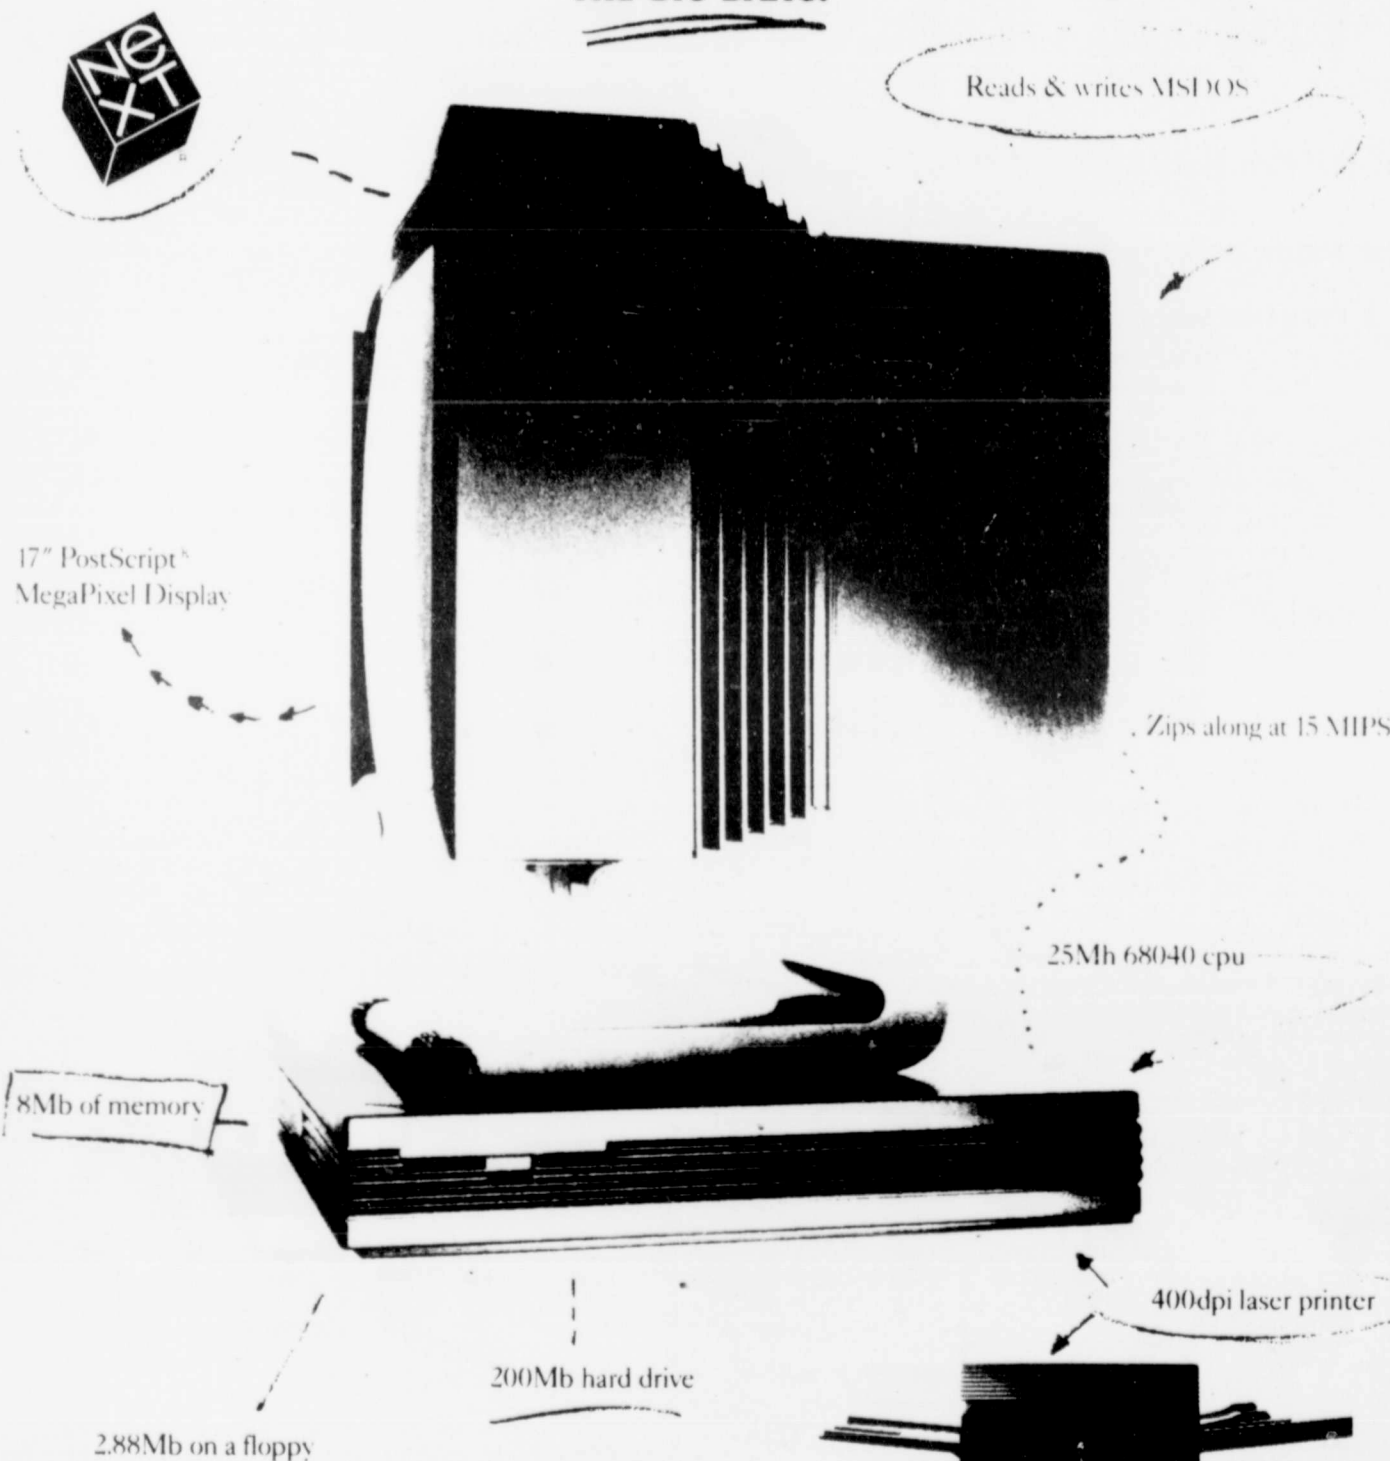 NeXT
Reads & writes MSDOS
17" PostScript®
MegaPixel Display
Zips along at 15 MIPS
25Mh 68040 cpu
8Mb of memory
400dpi laser printer
200Mb hard drive
2.88Mb on a floppy